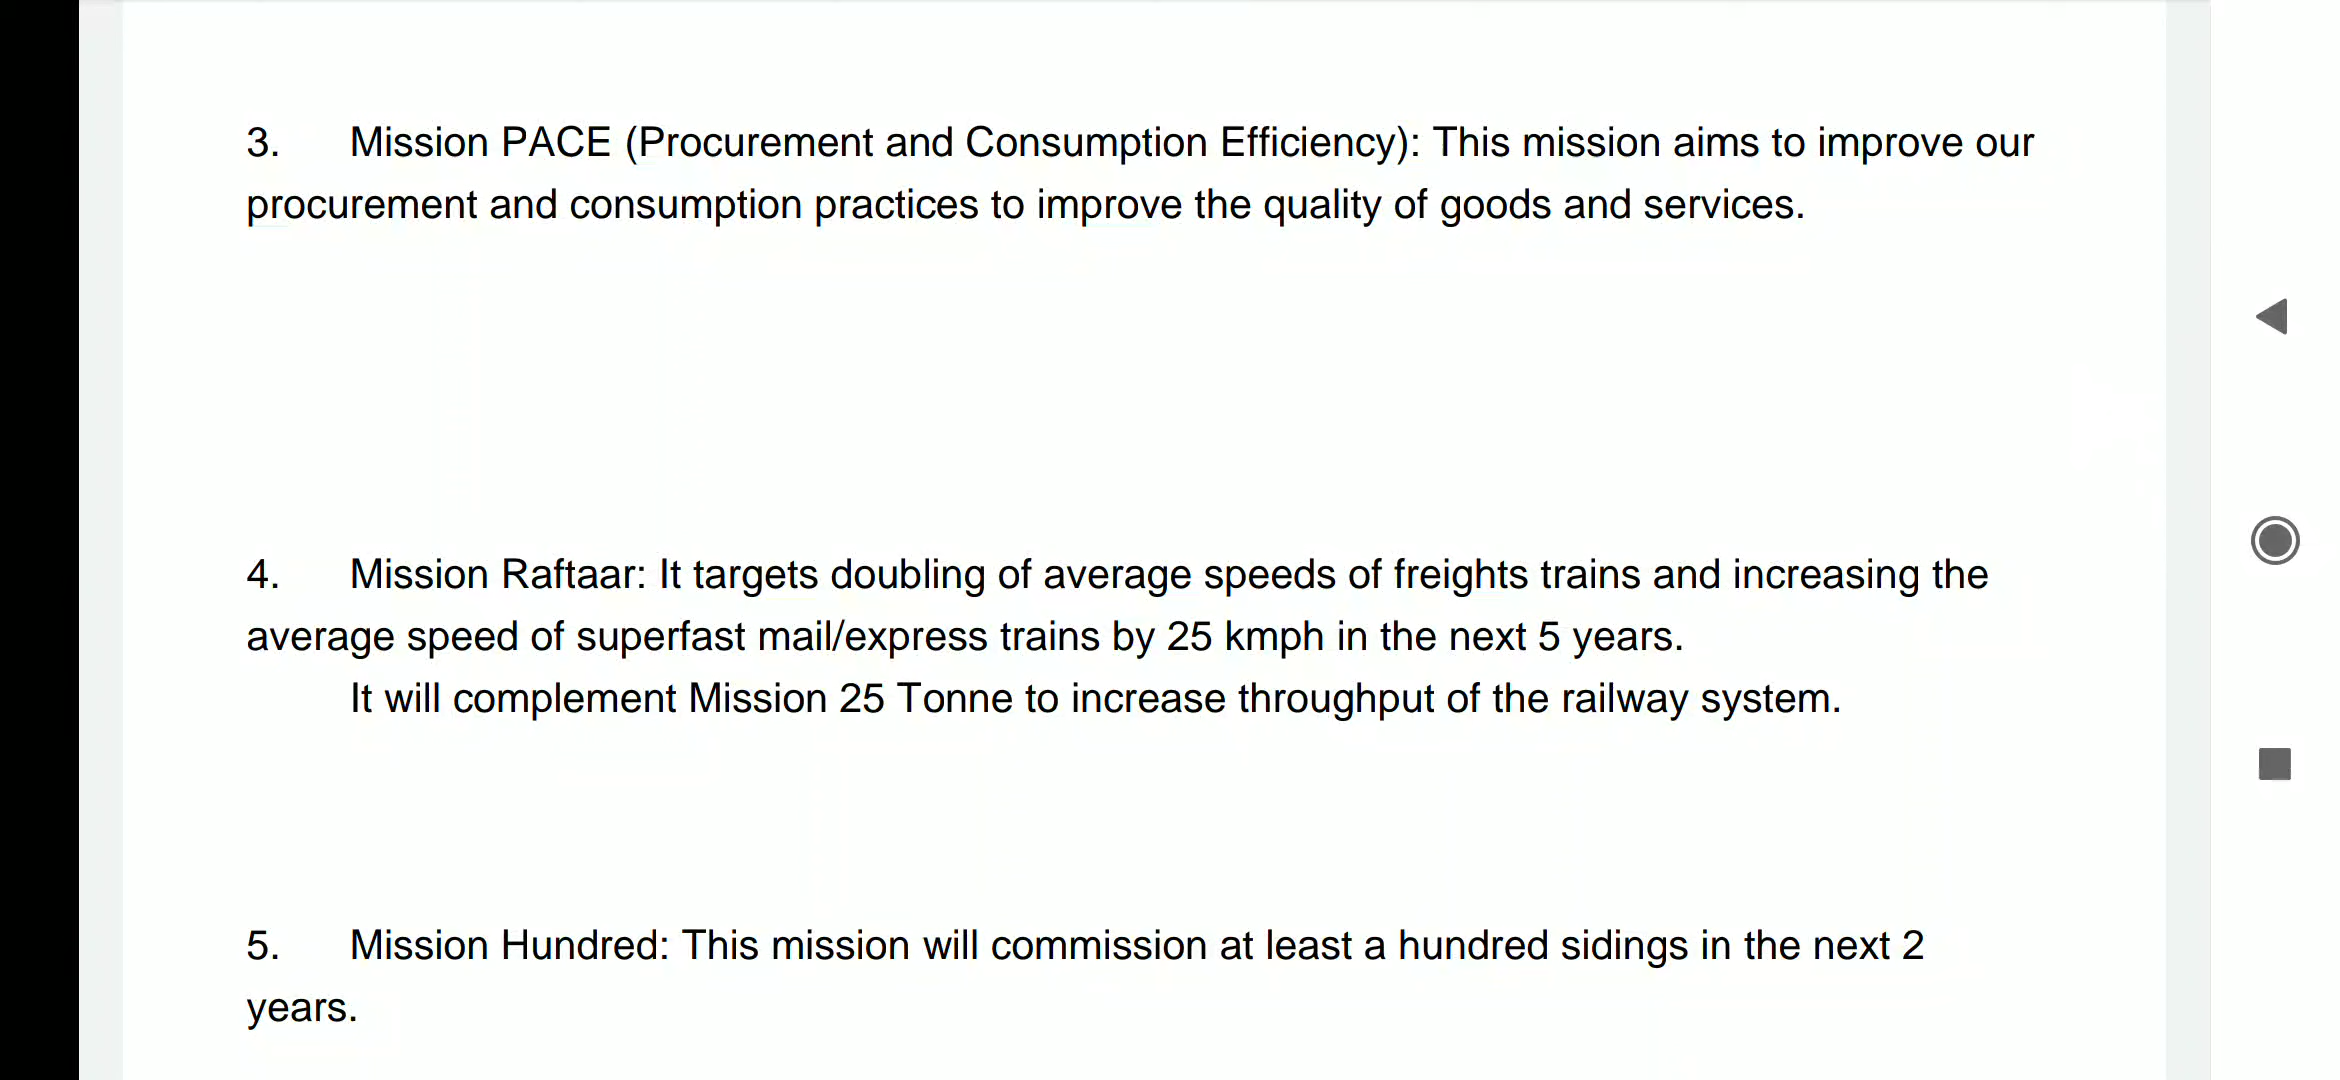 3. Mission PACE (Procurement and Consumption Efficiency): This mission aims to improve our
procurement and consumption practices to improve the quality of goods and services.
4. Mission Raftaar: It targets doubling of average speeds of freights trains and increasing the
average speed of superfast mail/express trains by 25 kmph in the next 5 years.
It will complement Mission 25 Tonne to increase throughput of the railway system.
5. Mission Hundred: This mission will commission at least a hundred sidings in the next 2
years.